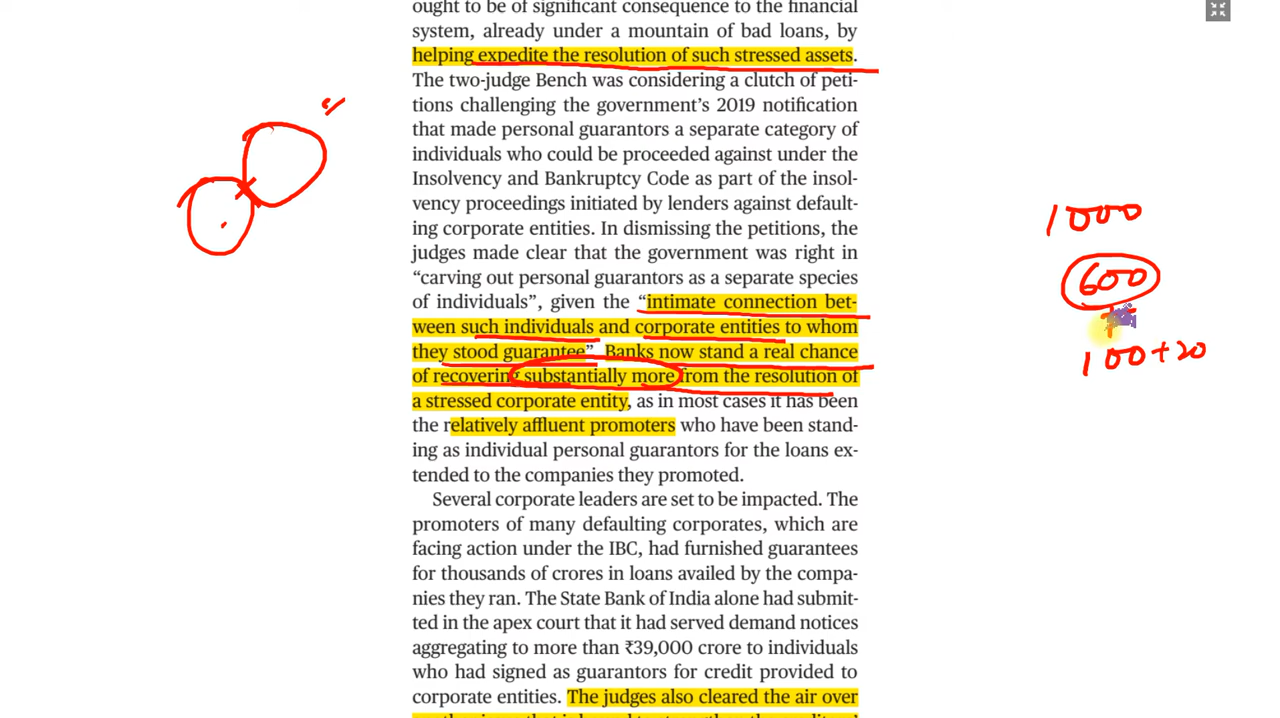 ought to be of significant consequence to the financial
system, already under a mountain of bad loans, by
helping expedite the resolution of such stressed assets.
The two-judge Bench was considering a clutch of peti-
tions challenging the government's 2019 notification
that made personal guarantors a separate category of
individuals who could be proceeded against under the
Insolvency and Bankruptcy Code as part of the insol-
vency proceedings initiated by lenders against default-
ing corporate entities. In dismissing the petitions, the
judges made clear that the government was right in
“carving out personal guarantors as a separate species
of individuals”, given the “intimate connection bet-
ween such individuals and corporate entities to whom
they stood guarantee”. Banks now stand a real chance
of recovering substantially more from the resolution of
a stressed corporate entity, as in most cases it has been
the relatively affluent promoters who have been stand-
ing as individual personal guarantors for the loans ex-
tended to the companies they promoted.
Several corporate leaders are set to be impacted. The
promoters of many defaulting corporates, which are
facing action under the IBC, had furnished guarantees
for thousands of crores in loans availed by the compa-
nies they ran. The State Bank of India alone had submit-
ted in the apex court that it had served demand notices
aggregating to more than ₹39,000 crore to individuals
who had signed as guarantors for credit provided to
corporate entities. The judges also cleared the air over
1000
600
100+20